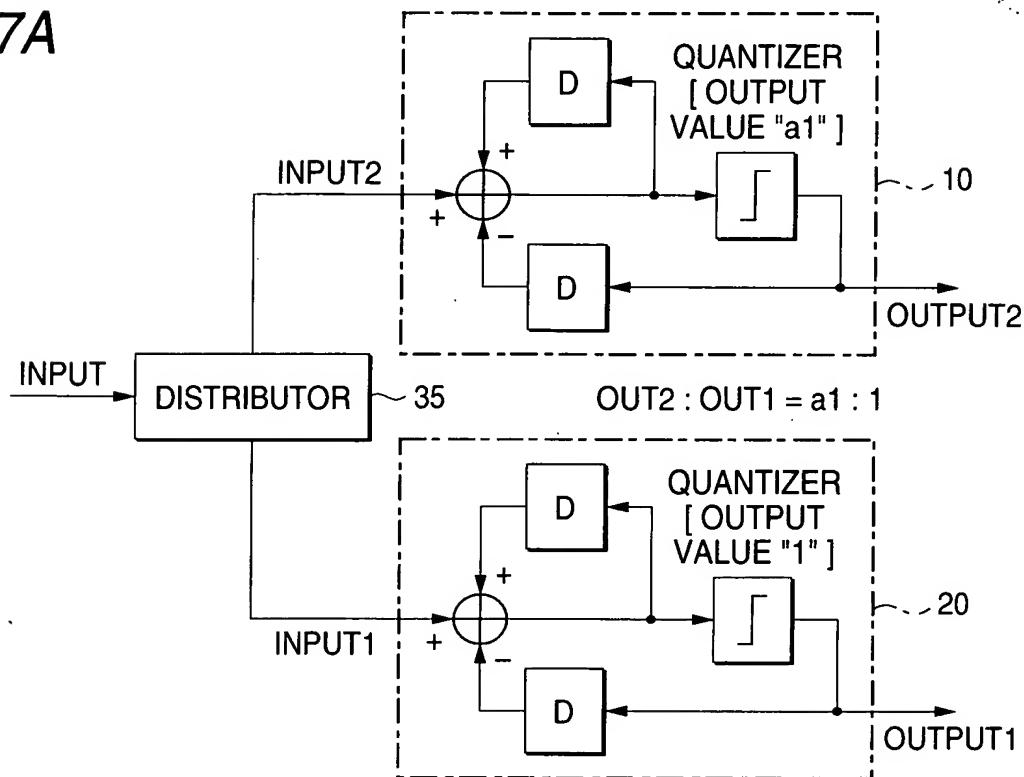 7A
D
QUANTIZER
[ OUTPUT
VALUE "a1" ]
+
INPUT2
+
10
−
D
OUTPUT2
INPUT
DISTRIBUTOR
35
OUT2 : OUT1 = a1 : 1
D
QUANTIZER
[ OUTPUT
VALUE "1" ]
+
20
INPUT1
+
−
D
OUTPUT1